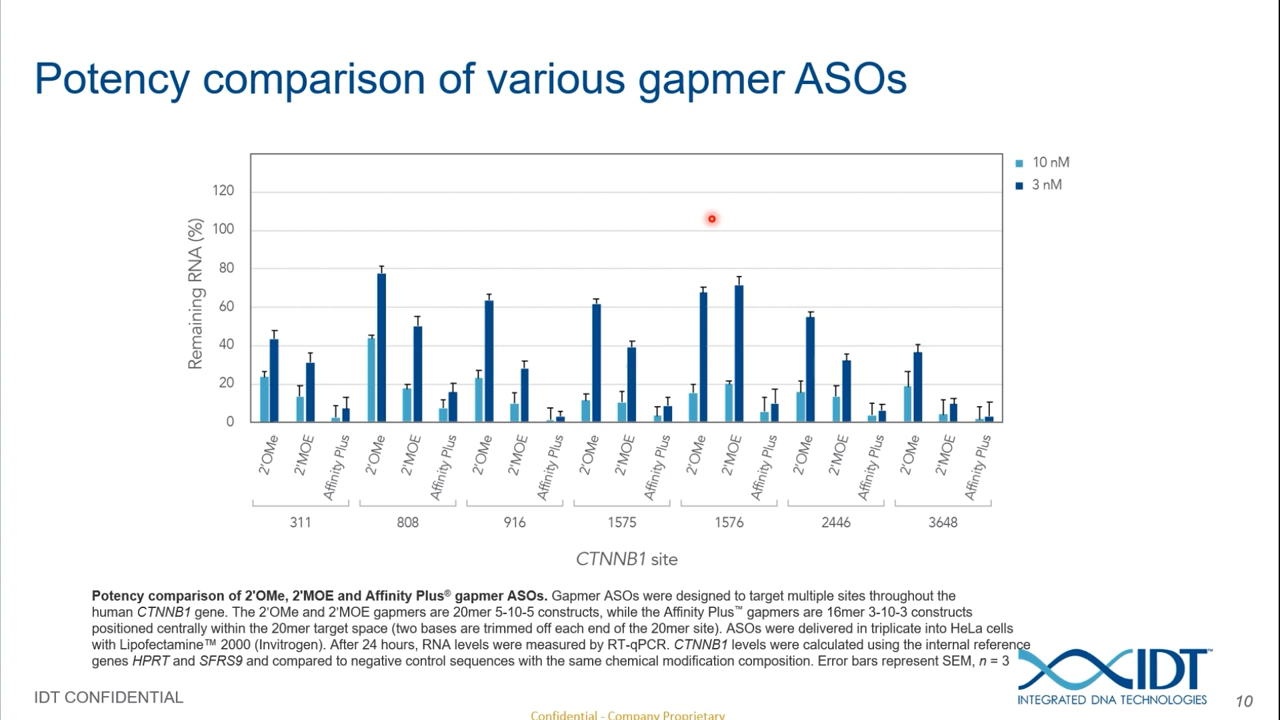 Potency comparison of various gapmer ASOs
10 nM
3 nM
Remaining RNA (%)
120
100
80
60
40
20
0
2'OMe 2'MOE Affinity Plus 2'OMe 2'MOE Affinity Plus 2'OMe 2'MOE Affinity Plus 2'OMe 2'MOE Affinity Plus 2'OMe 2'MOE Affinity Plus 2'OMe 2'MOE Affinity Plus 2'OMe 2'MOE Affinity Plus
311 808 916 1575 1576 2446 3648
CTNNB1 site
Potency comparison of 2'OMe, 2'MOE and Affinity Plus® gapmer ASOs. Gapmer ASOs were designed to target multiple sites throughout the
human CTNNB1 gene. The 2'OMe and 2'MOE gapmers are 20mer 5-10-5 constructs, while the Affinity Plus™ gapmers are 16mer 3-10-3 constructs
positioned centrally within the 20mer target space (two bases are trimmed off each end of the 20mer site). ASOs were delivered in triplicate into HeLa cells
with Lipofectamine™ 2000 (Invitrogen). After 24 hours, RNA levels were measured by RT-qPCR. CTNNB1 levels were calculated using the internal reference
genes HPRT and SFRS9 and compared to negative control sequences with the same chemical modification composition. Error bars represent SEM, n = 3
IDT™
INTEGRATED DNA TECHNOLOGIES
IDT CONFIDENTIAL
10
Confidential - Company Proprietary